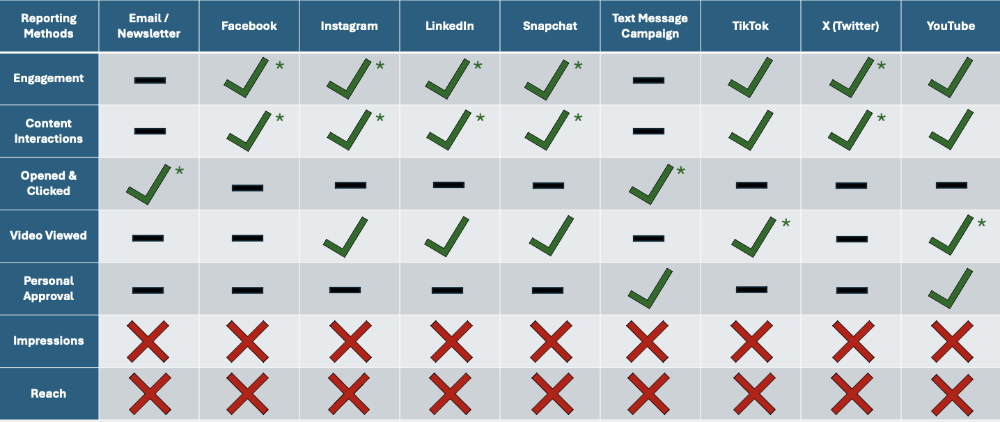 Reporting Methods
Email / Newsletter
Facebook
Instagram
LinkedIn
Snapchat
Text Message Campaign
TikTok
X (Twitter)
YouTube
Engagement
*
*
*
*
*
Content Interactions
*
*
*
*
*
Opened & Clicked
*
*
Video Viewed
*
*
Personal Approval
Impressions
Reach